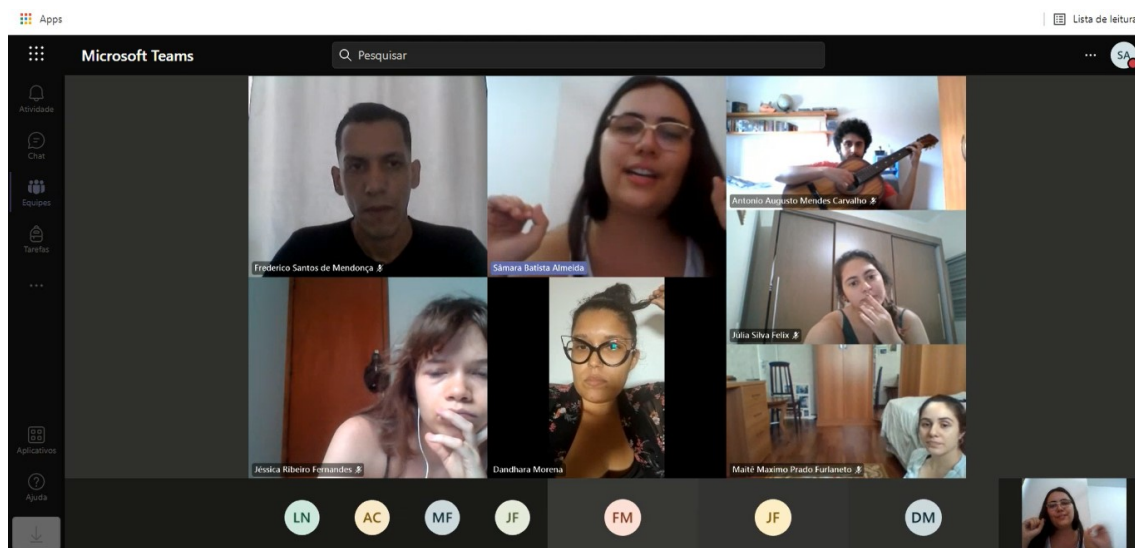 Apps
Lista de leitura
Microsoft Teams
Pesquisar
SA
Atividade
Chat
Equipes
Tarefas
Aplicativos
Ajuda
Frederico Santos de Mendonça
Sâmara Batista Almeida
Antonio Augusto Mendes Carvalho
Júlia Silva Felix
Jéssica Ribeiro Fernandes
Dandhara Morena
Maitê Maximo Prado Furlaneto
LN
AC
MF
JF
FM
JF
DM